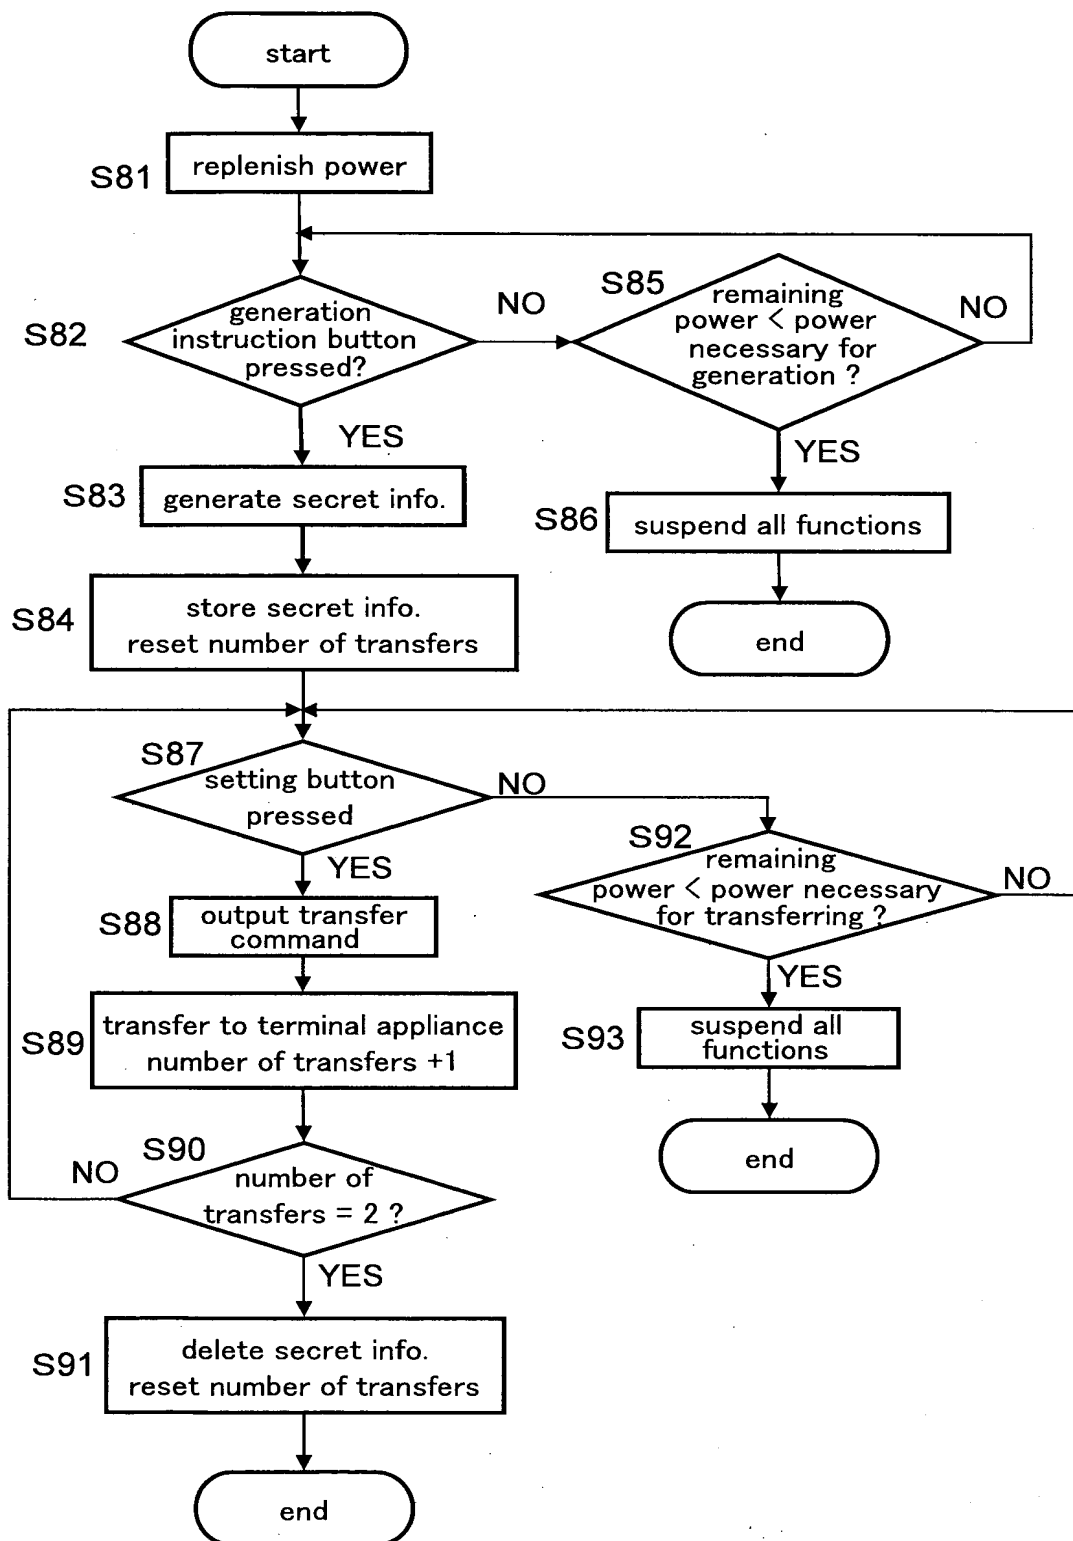 start
S81
replenish power
S82
generation
instruction button
pressed?
NO
YES
S85
remaining
power < power
necessary for
generation ?
NO
YES
S83
generate secret info.
S86
suspend all functions
end
S84
store secret info.
reset number of transfers
S87
setting button
pressed
NO
YES
S92
remaining
power < power necessary
for transferring ?
NO
YES
S88
output transfer
command
S89
transfer to terminal appliance
number of transfers +1
S93
suspend all
functions
end
S90
NO
number of
transfers = 2 ?
YES
S91
delete secret info.
reset number of transfers
end